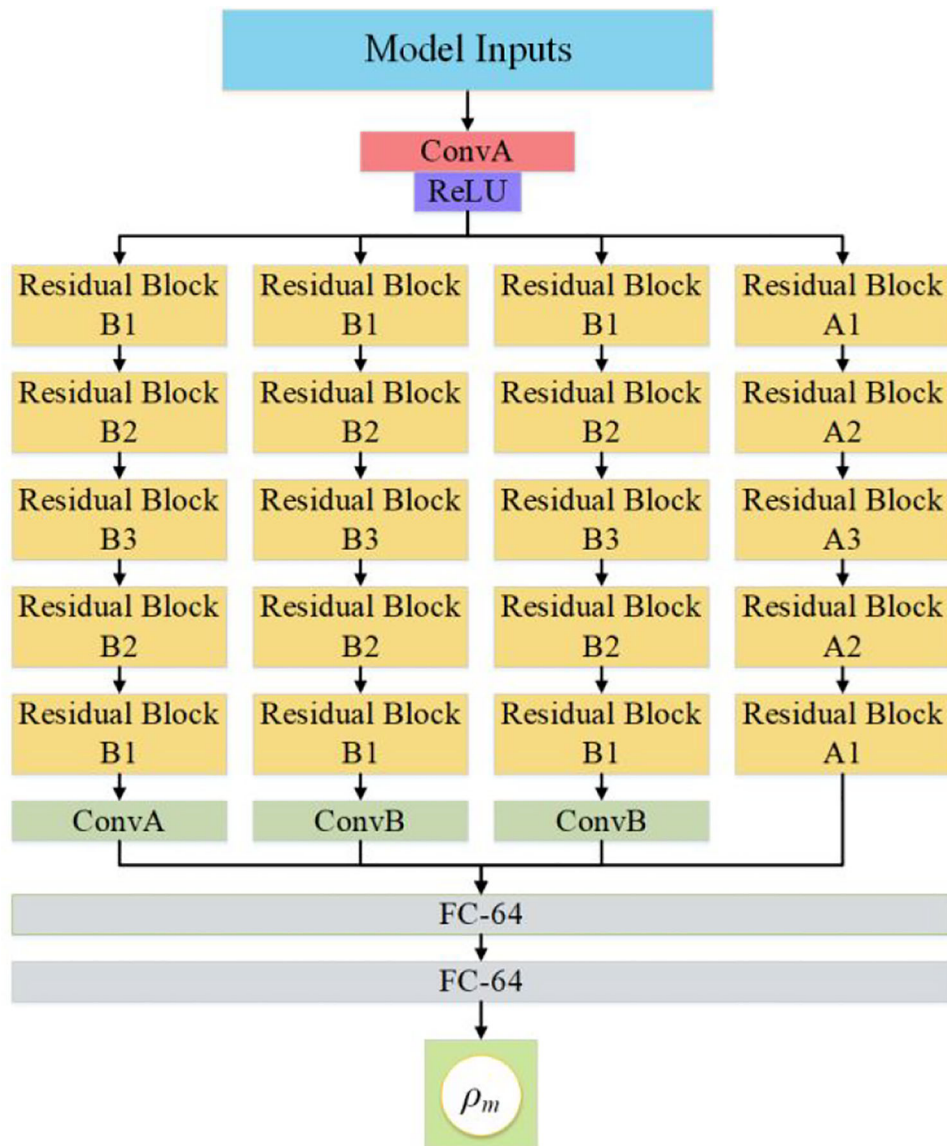 Model Inputs
ConvA
ReLU
Residual Block
B1
Residual Block
B1
Residual Block
B1
Residual Block
A1
Residual Block
B2
Residual Block
B2
Residual Block
B2
Residual Block
A2
Residual Block
B3
Residual Block
B3
Residual Block
B3
Residual Block
A3
Residual Block
B2
Residual Block
B2
Residual Block
B2
Residual Block
A2
Residual Block
B1
Residual Block
B1
Residual Block
B1
Residual Block
A1
ConvA
ConvB
ConvB
FC-64
FC-64
ρₘ